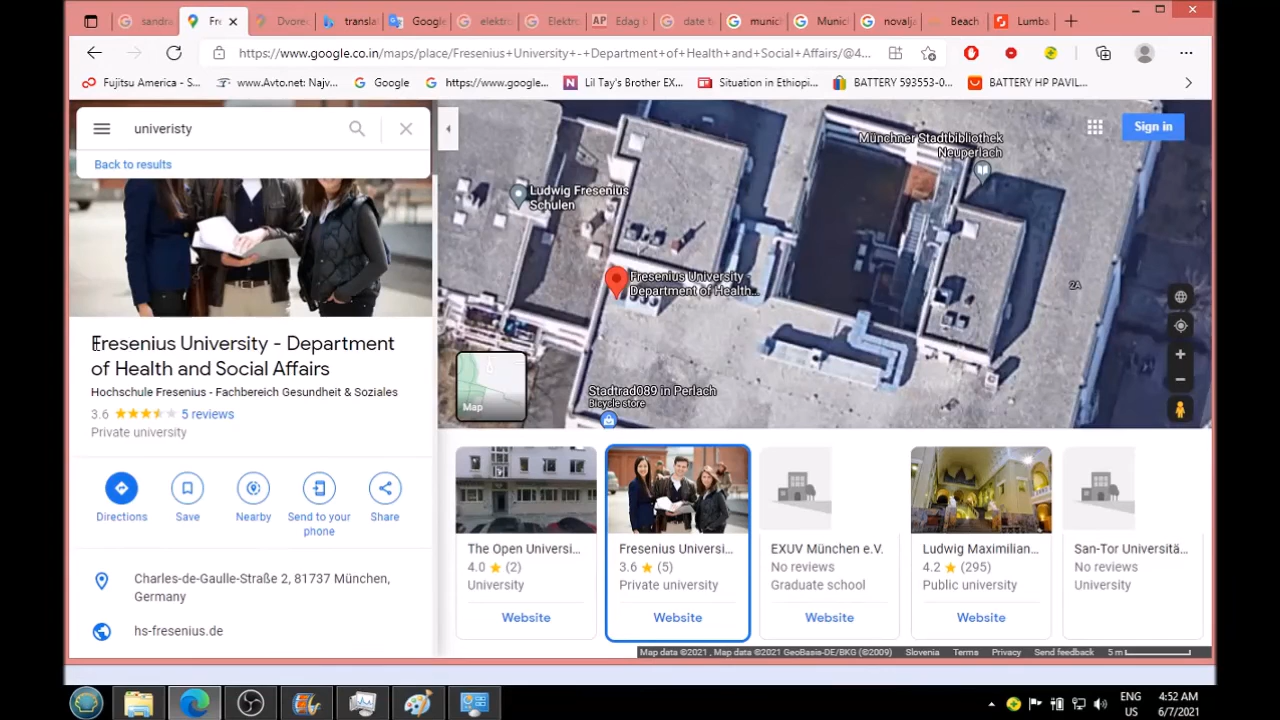 sandra
Fre
Dvore
translat
Google
elektro
Elektro
Edag b
date t
munic
Munic
novalja
Beach
Lumba
https://www.google.co.in/maps/place/Fresenius+University+-+Department+of+Health+and+Social+Affairs/@4...
Fujitsu America - S...
www.Avto.net: Najv...
Google
https://www.google...
Lil Tay's Brother EX...
Situation in Ethiopi...
BATTERY 593553-0...
BATTERY HP PAVIL...
univeristy
Back to results
Sign in
Münchner Stadtbibliothek
Neuperlach
Ludwig Fresenius
Schulen
Fresenius University -
Department of Health...
2A
Stadtrad089 in Perlach
Bicycle store
Map
Fresenius University - Department
of Health and Social Affairs
Hochschule Fresenius - Fachbereich Gesundheit & Soziales
3.6 5 reviews
Private university
Directions
Save
Nearby
Send to your
phone
Share
Charles-de-Gaulle-Straße 2, 81737 München,
Germany
hs-fresenius.de
The Open Universi...
4.0 ★ (2)
University
Website
Fresenius Universi...
3.6 ★ (5)
Private university
Website
EXUV München e.V.
No reviews
Graduate school
Website
Ludwig Maximilian...
4.2 ★ (295)
Public university
Website
San-Tor Universitä...
No reviews
University
Map data ©2021 , Map data ©2021 GeoBasis-DE/BKG (©2009) Slovenia Terms Privacy Send feedback 5 m
ENG
US
4:52 AM
6/7/2021